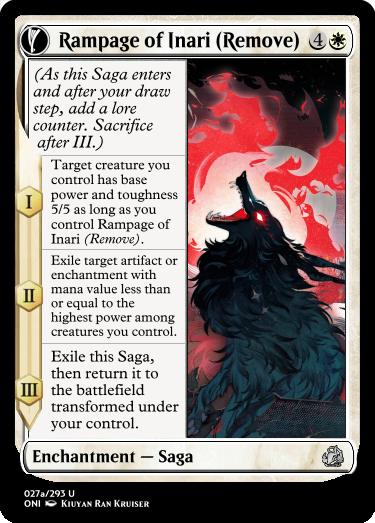 Rampage of Inari (Remove) 4
(As this Saga enters
and after your draw
step, add a lore
counter. Sacrifice
after III.)
I
Target creature you
control has base
power and toughness
5/5 as long as you
control Rampage of
Inari (Remove).
II
Exile target artifact or
enchantment with
mana value less than
or equal to the
highest power among
creatures you control.
III
Exile this Saga,
then return it to
the battlefield
transformed under
your control.
Enchantment — Saga
027a/293 U
ONI KIUYAN RAN KRUISER